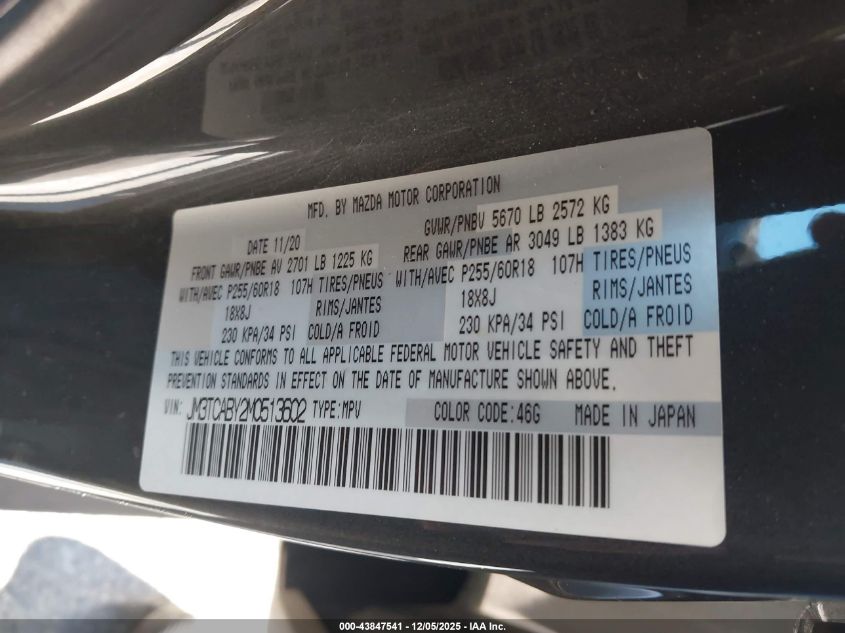 MFD. BY MAZDA MOTOR CORPORATION
DATE 11/20 GVWR/PNBV 5670 LB 2572 KG
FRONT GAWR/PNBE AV 2701 LB 1225 KG REAR GAWR/PNBE AR 3049 LB 1383 KG
WITH/AVEC P255/60R18 107H TIRES/PNEUS WITH/AVEC P255/60R18 107H TIRES/PNEUS
18X8J RIMS/JANTES 18X8J RIMS/JANTES
230 KPA/34 PSI COLD/A FROID 230 KPA/34 PSI COLD/A FROID
THIS VEHICLE CONFORMS TO ALL APPLICABLE FEDERAL MOTOR VEHICLE SAFETY AND THEFT
PREVENTION STANDARDS IN EFFECT ON THE DATE OF MANUFACTURE SHOWN ABOVE.
VIN: JM3TCABY2M0513602 TYPE:MPV COLOR CODE:46G MADE IN JAPAN
000-43847541 - 12/05/2025 - IAA Inc.